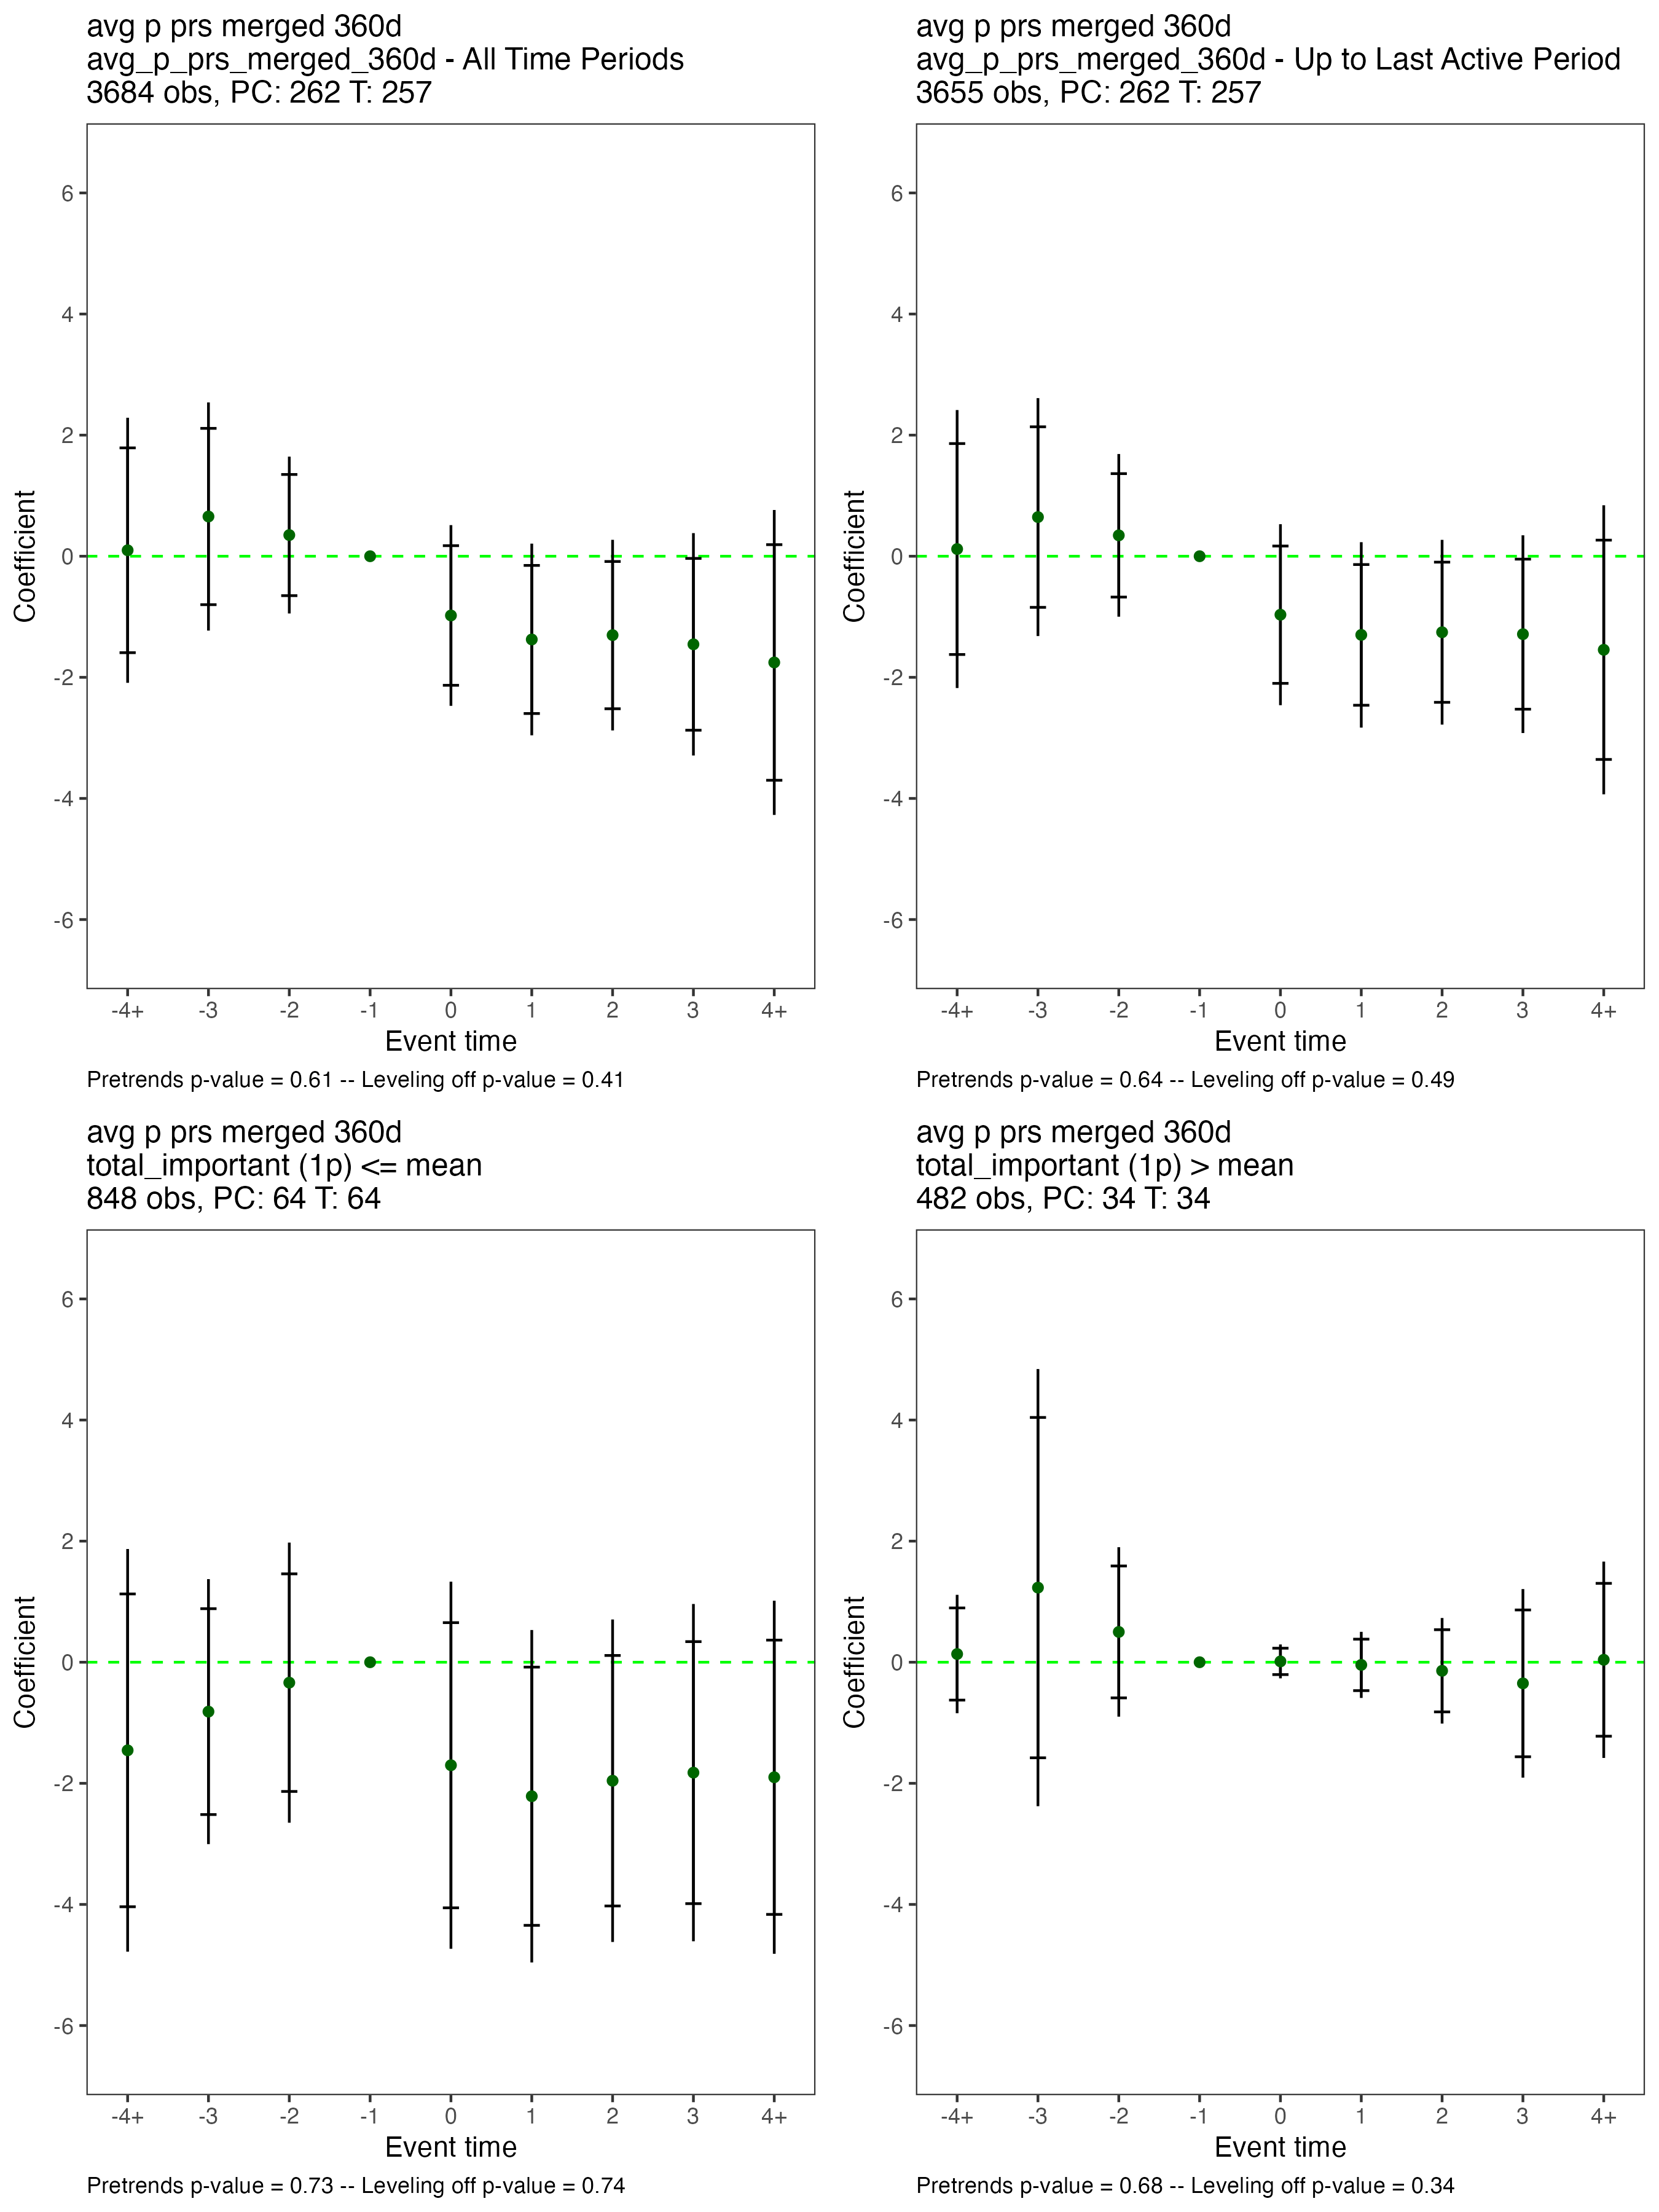 avg p prs merged 360d
avg_p_prs_merged_360d - All Time Periods
3684 obs, PC: 262 T: 257
6
4
2
0
-2
-4
-6
Coefficient
-4+ -3 -2 -1 0 1 2 3 4+
Event time
Pretrends p-value = 0.61 -- Leveling off p-value = 0.41
avg p prs merged 360d
avg_p_prs_merged_360d - Up to Last Active Period
3655 obs, PC: 262 T: 257
6
4
2
0
-2
-4
-6
Coefficient
-4+ -3 -2 -1 0 1 2 3 4+
Event time
Pretrends p-value = 0.64 -- Leveling off p-value = 0.49
avg p prs merged 360d
total_important (1p) <= mean
848 obs, PC: 64 T: 64
6
4
2
0
-2
-4
-6
Coefficient
-4+ -3 -2 -1 0 1 2 3 4+
Event time
Pretrends p-value = 0.73 -- Leveling off p-value = 0.74
avg p prs merged 360d
total_important (1p) > mean
482 obs, PC: 34 T: 34
6
4
2
0
-2
-4
-6
Coefficient
-4+ -3 -2 -1 0 1 2 3 4+
Event time
Pretrends p-value = 0.68 -- Leveling off p-value = 0.34